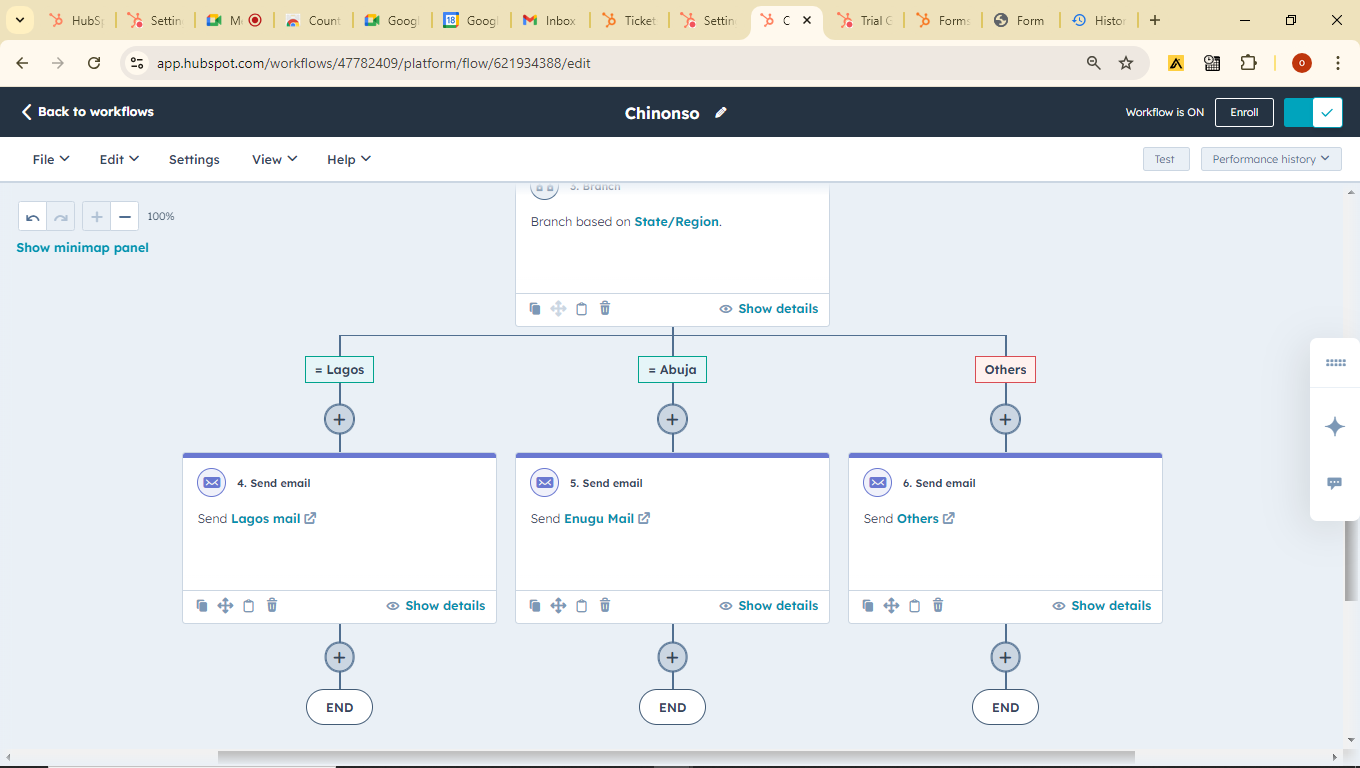 HubSp
Settin
M
Count
Googl
18
Googl
Inbox
Ticket
Settin
C
Trial G
Forms
Form
Histor
app.hubspot.com/workflows/47782409/platform/flow/621934388/edit
o
Back to workflows
Chinonso
Workflow is ON
Enroll
File
Edit
Settings
View
Help
Test
Performance history
100%
Show minimap panel
3. Branch
Branch based on State/Region.
Show details
= Lagos
= Abuja
Others
4. Send email
Send Lagos mail
Show details
5. Send email
Send Enugu Mail
Show details
6. Send email
Send Others
Show details
END
END
END